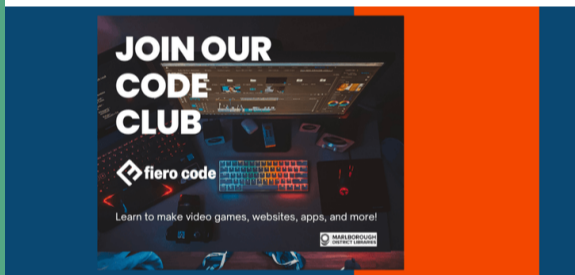 JOIN OUR
CODE
CLUB
fiero code
Learn to make video games, websites, apps, and more!
MARLBOROUGH
DISTRICT LIBRARIES